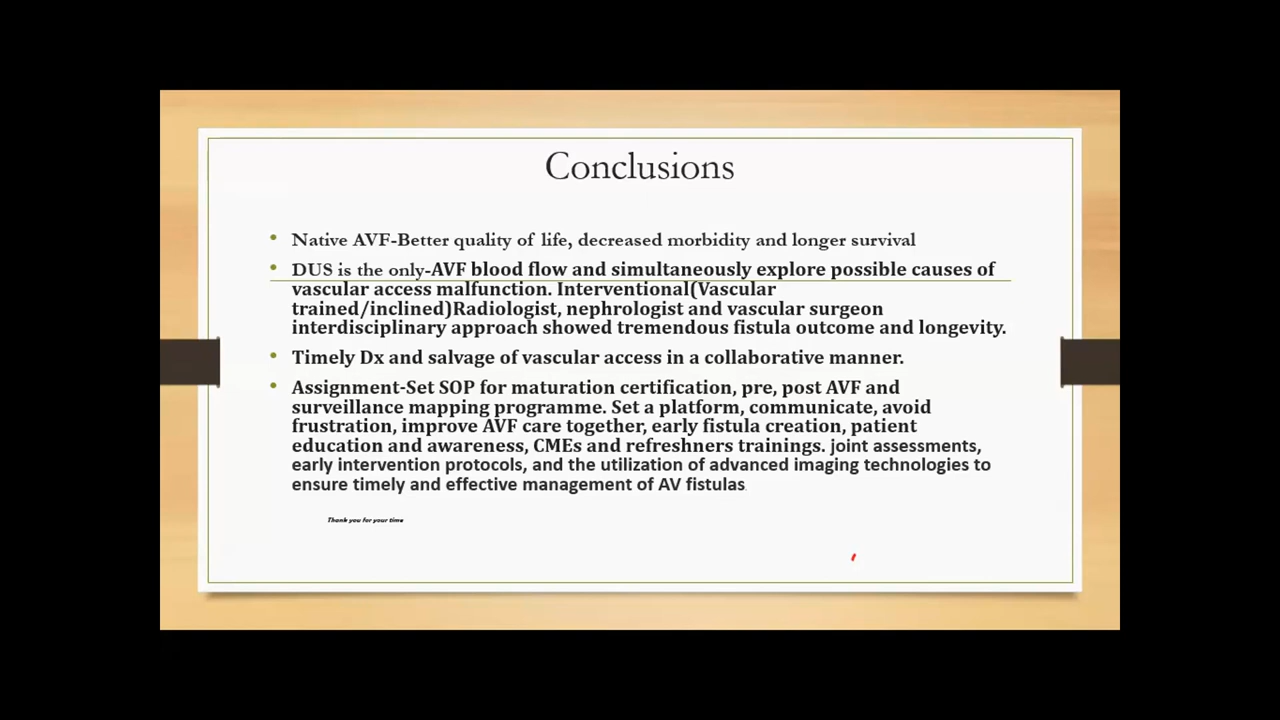 Conclusions
• Native AVF-Better quality of life, decreased morbidity and longer survival
• DUS is the only-AVF blood flow and simultaneously explore possible causes of
vascular access malfunction. Interventional(Vascular
trained/inclined)Radiologist, nephrologist and vascular surgeon
interdisciplinary approach showed tremendous fistula outcome and longevity.
• Timely Dx and salvage of vascular access in a collaborative manner.
• Assignment-Set SOP for maturation certification, pre, post AVF and
surveillance mapping programme. Set a platform, communicate, avoid
frustration, improve AVF care together, early fistula creation, patient
education and awareness, CMEs and refreshners trainings. joint assessments,
early intervention protocols, and the utilization of advanced imaging technologies to
ensure timely and effective management of AV fistulas.
Thank you for your time